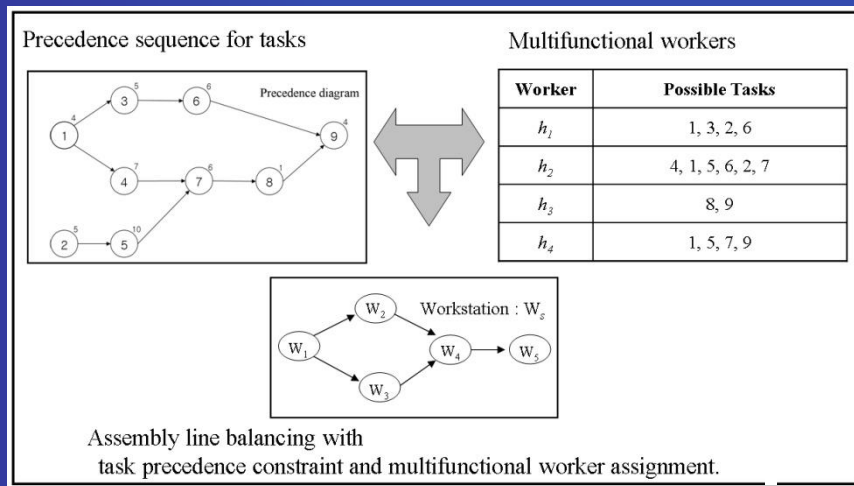 Precedence sequence for tasks
Multifunctional workers
Precedence diagram
5
6
4
3
6
4
1
9
7
6
1
4
7
8
5
10
2
5
Worker Possible Tasks
h1 1, 3, 2, 6
h2 4, 1, 5, 6, 2, 7
h3 8, 9
h4 1, 5, 7, 9
Workstation : Ws
W2
W1
W4
W5
W3
Assembly line balancing with
task precedence constraint and multifunctional worker assignment.